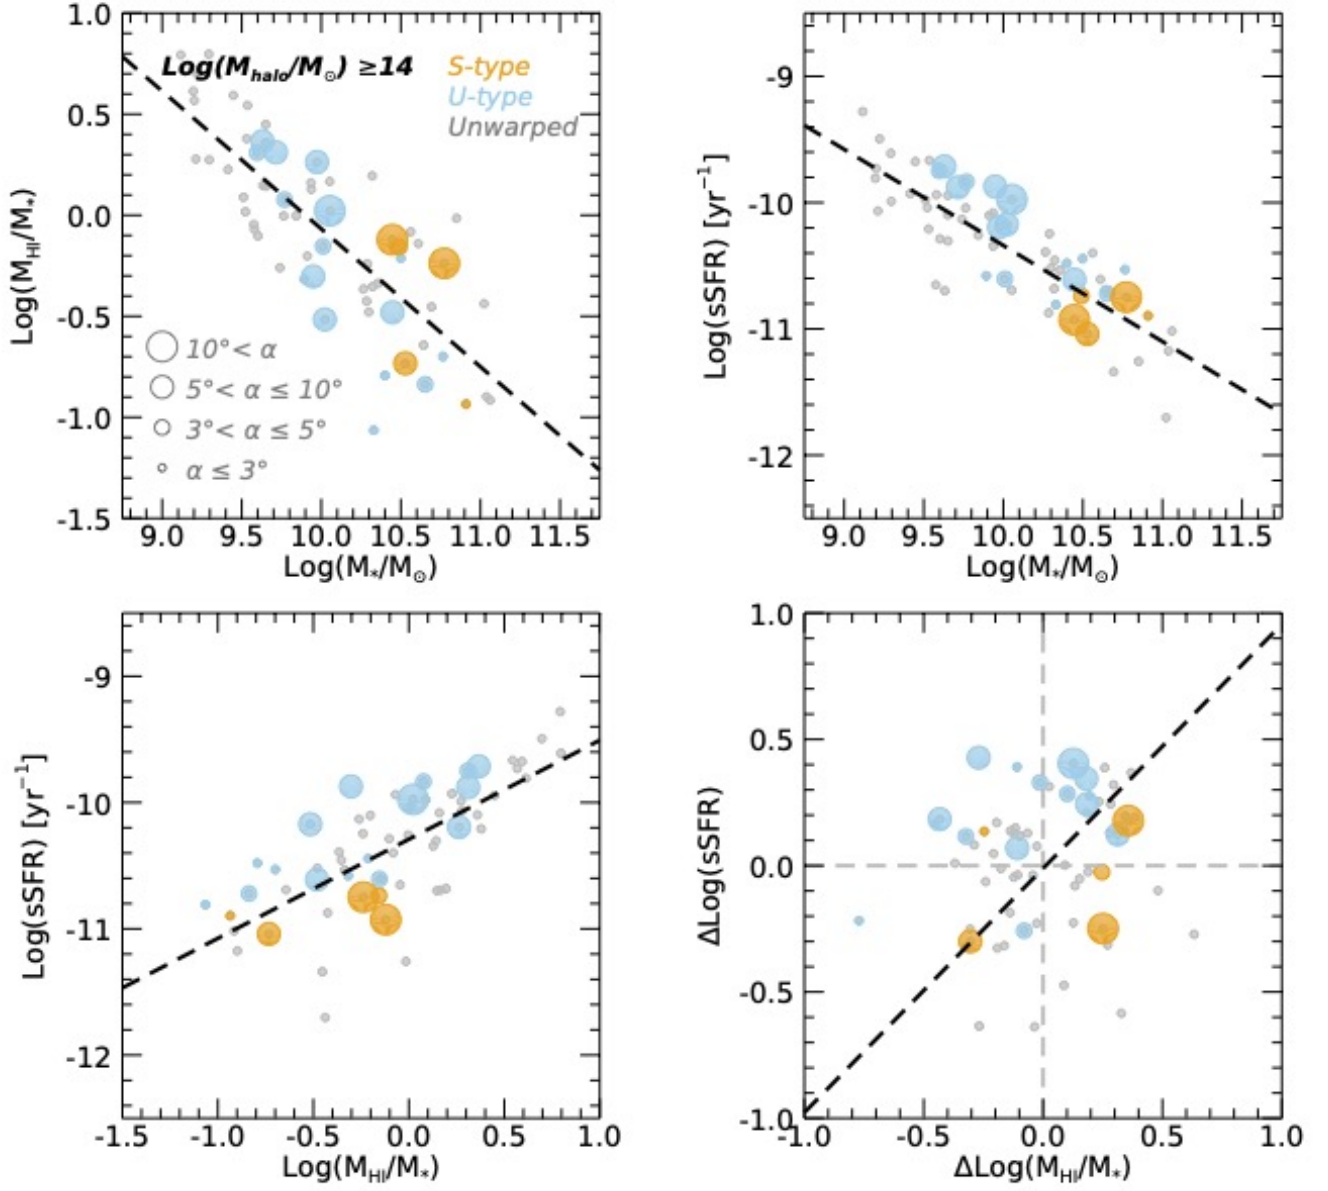 1.0
0.5
0.0
-0.5
-1.0
-1.5
Log(M_HI/M_*)
Log(M_halo/M_⊙) ≥14
S-type
U-type
Unwarped
10°< α
5°< α ≤ 10°
3°< α ≤ 5°
α ≤ 3°
9.0 9.5 10.0 10.5 11.0 11.5
Log(M_*/M_⊙)
-9
-10
-11
-12
Log(sSFR) [yr⁻¹]
9.0 9.5 10.0 10.5 11.0 11.5
Log(M_*/M_⊙)
-9
-10
-11
-12
Log(sSFR) [yr⁻¹]
-1.5 -1.0 -0.5 0.0 0.5 1.0
Log(M_HI/M_*)
1.0
0.5
0.0
-0.5
-1.0
ΔLog(sSFR)
-1.0 -0.5 0.0 0.5 1.0
ΔLog(M_HI/M_*)